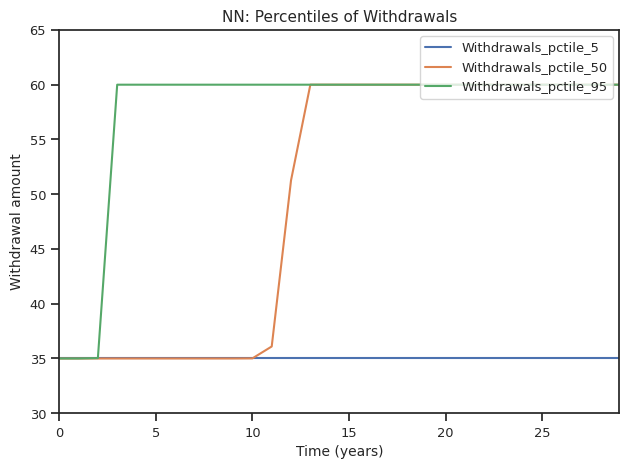 NN: Percentiles of Withdrawals
Withdrawal amount
65
60
55
50
45
40
35
30
Withdrawals_pctile_5
Withdrawals_pctile_50
Withdrawals_pctile_95
0
5
10
15
20
25
Time (years)